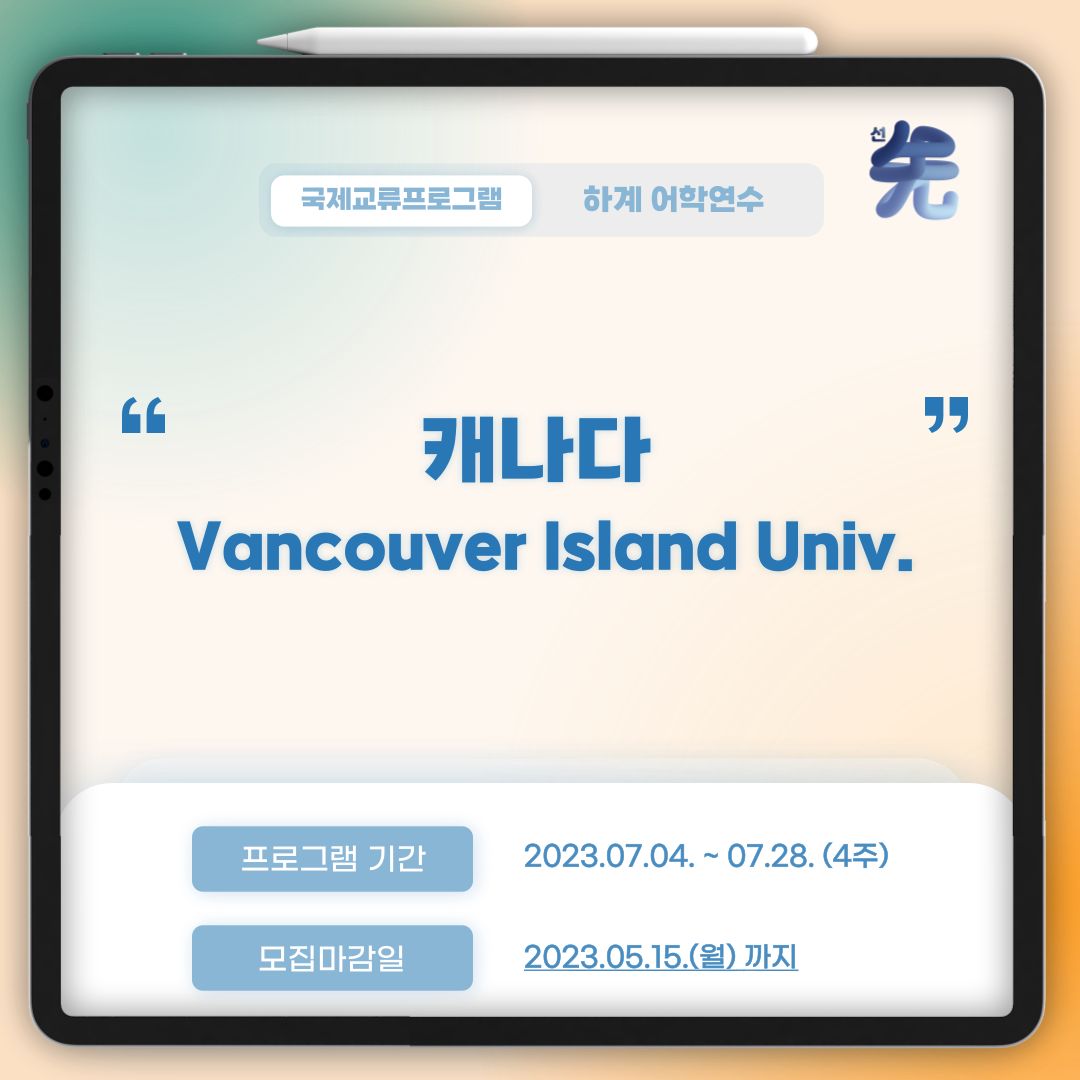 선
先
국제교류프로그램 하계 어학연수
“ ”
캐나다
Vancouver Island Univ.
프로그램 기간 2023.07.04. ~ 07.28. (4주)
모집마감일 2023.05.15.(월) 까지